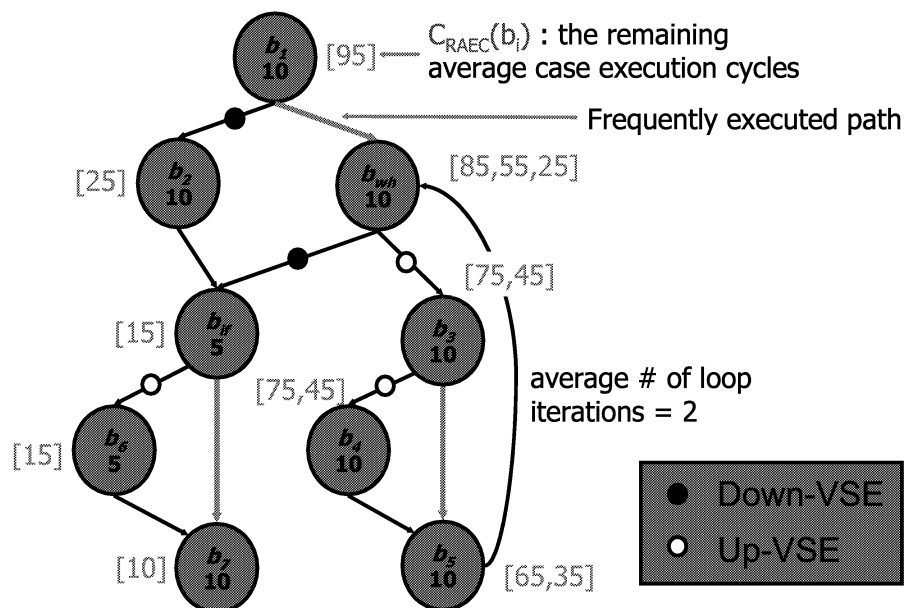 b1
10
[95]
CRAEC(bi) : the remaining
average case execution cycles
Frequently executed path
[25]
b2
10
bwh
10
[85,55,25]
[75,45]
[15]
bif
5
b3
10
[75,45]
average # of loop
iterations = 2
[15]
b6
5
b4
10
Down-VSE
Up-VSE
[10]
b7
10
b5
10
[65,35]